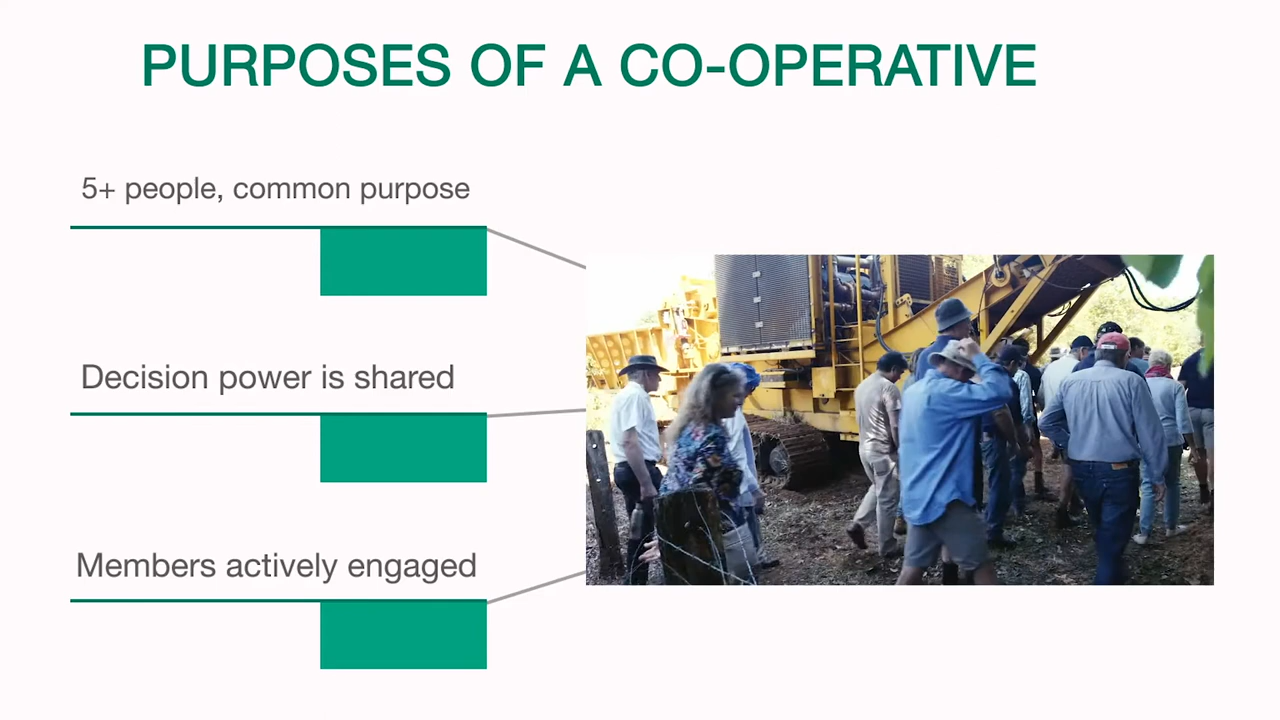 PURPOSES OF A CO-OPERATIVE
5+ people, common purpose
Decision power is shared
Members actively engaged